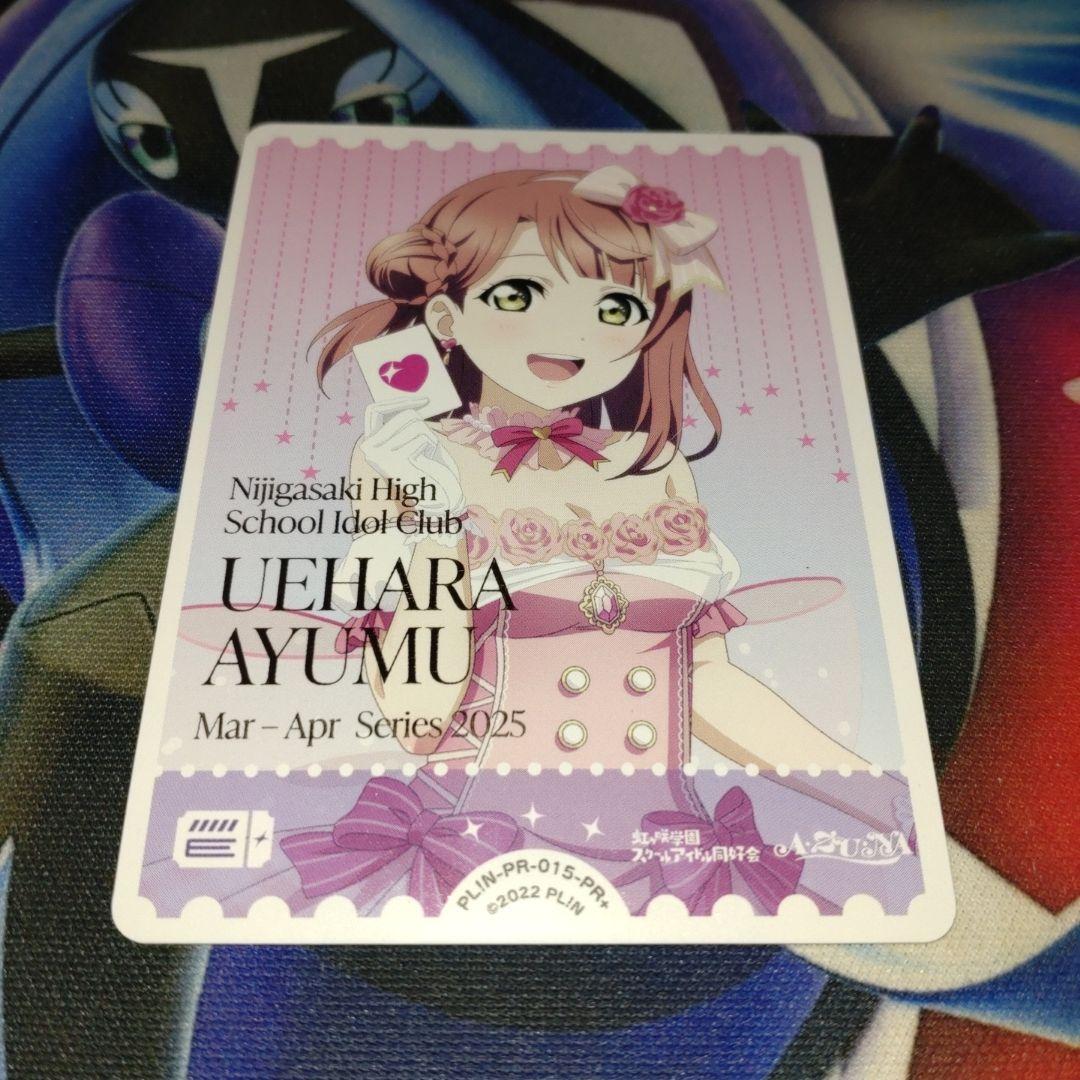 Nijigasaki High
School Idol Club
UEHARA
AYUMU
Mar – Apr Series 2025
E
虹ヶ咲学園
スクールアイドル同好会
A・ZU・NA
PL!N-PR-015-PR+
©2022 PL!N